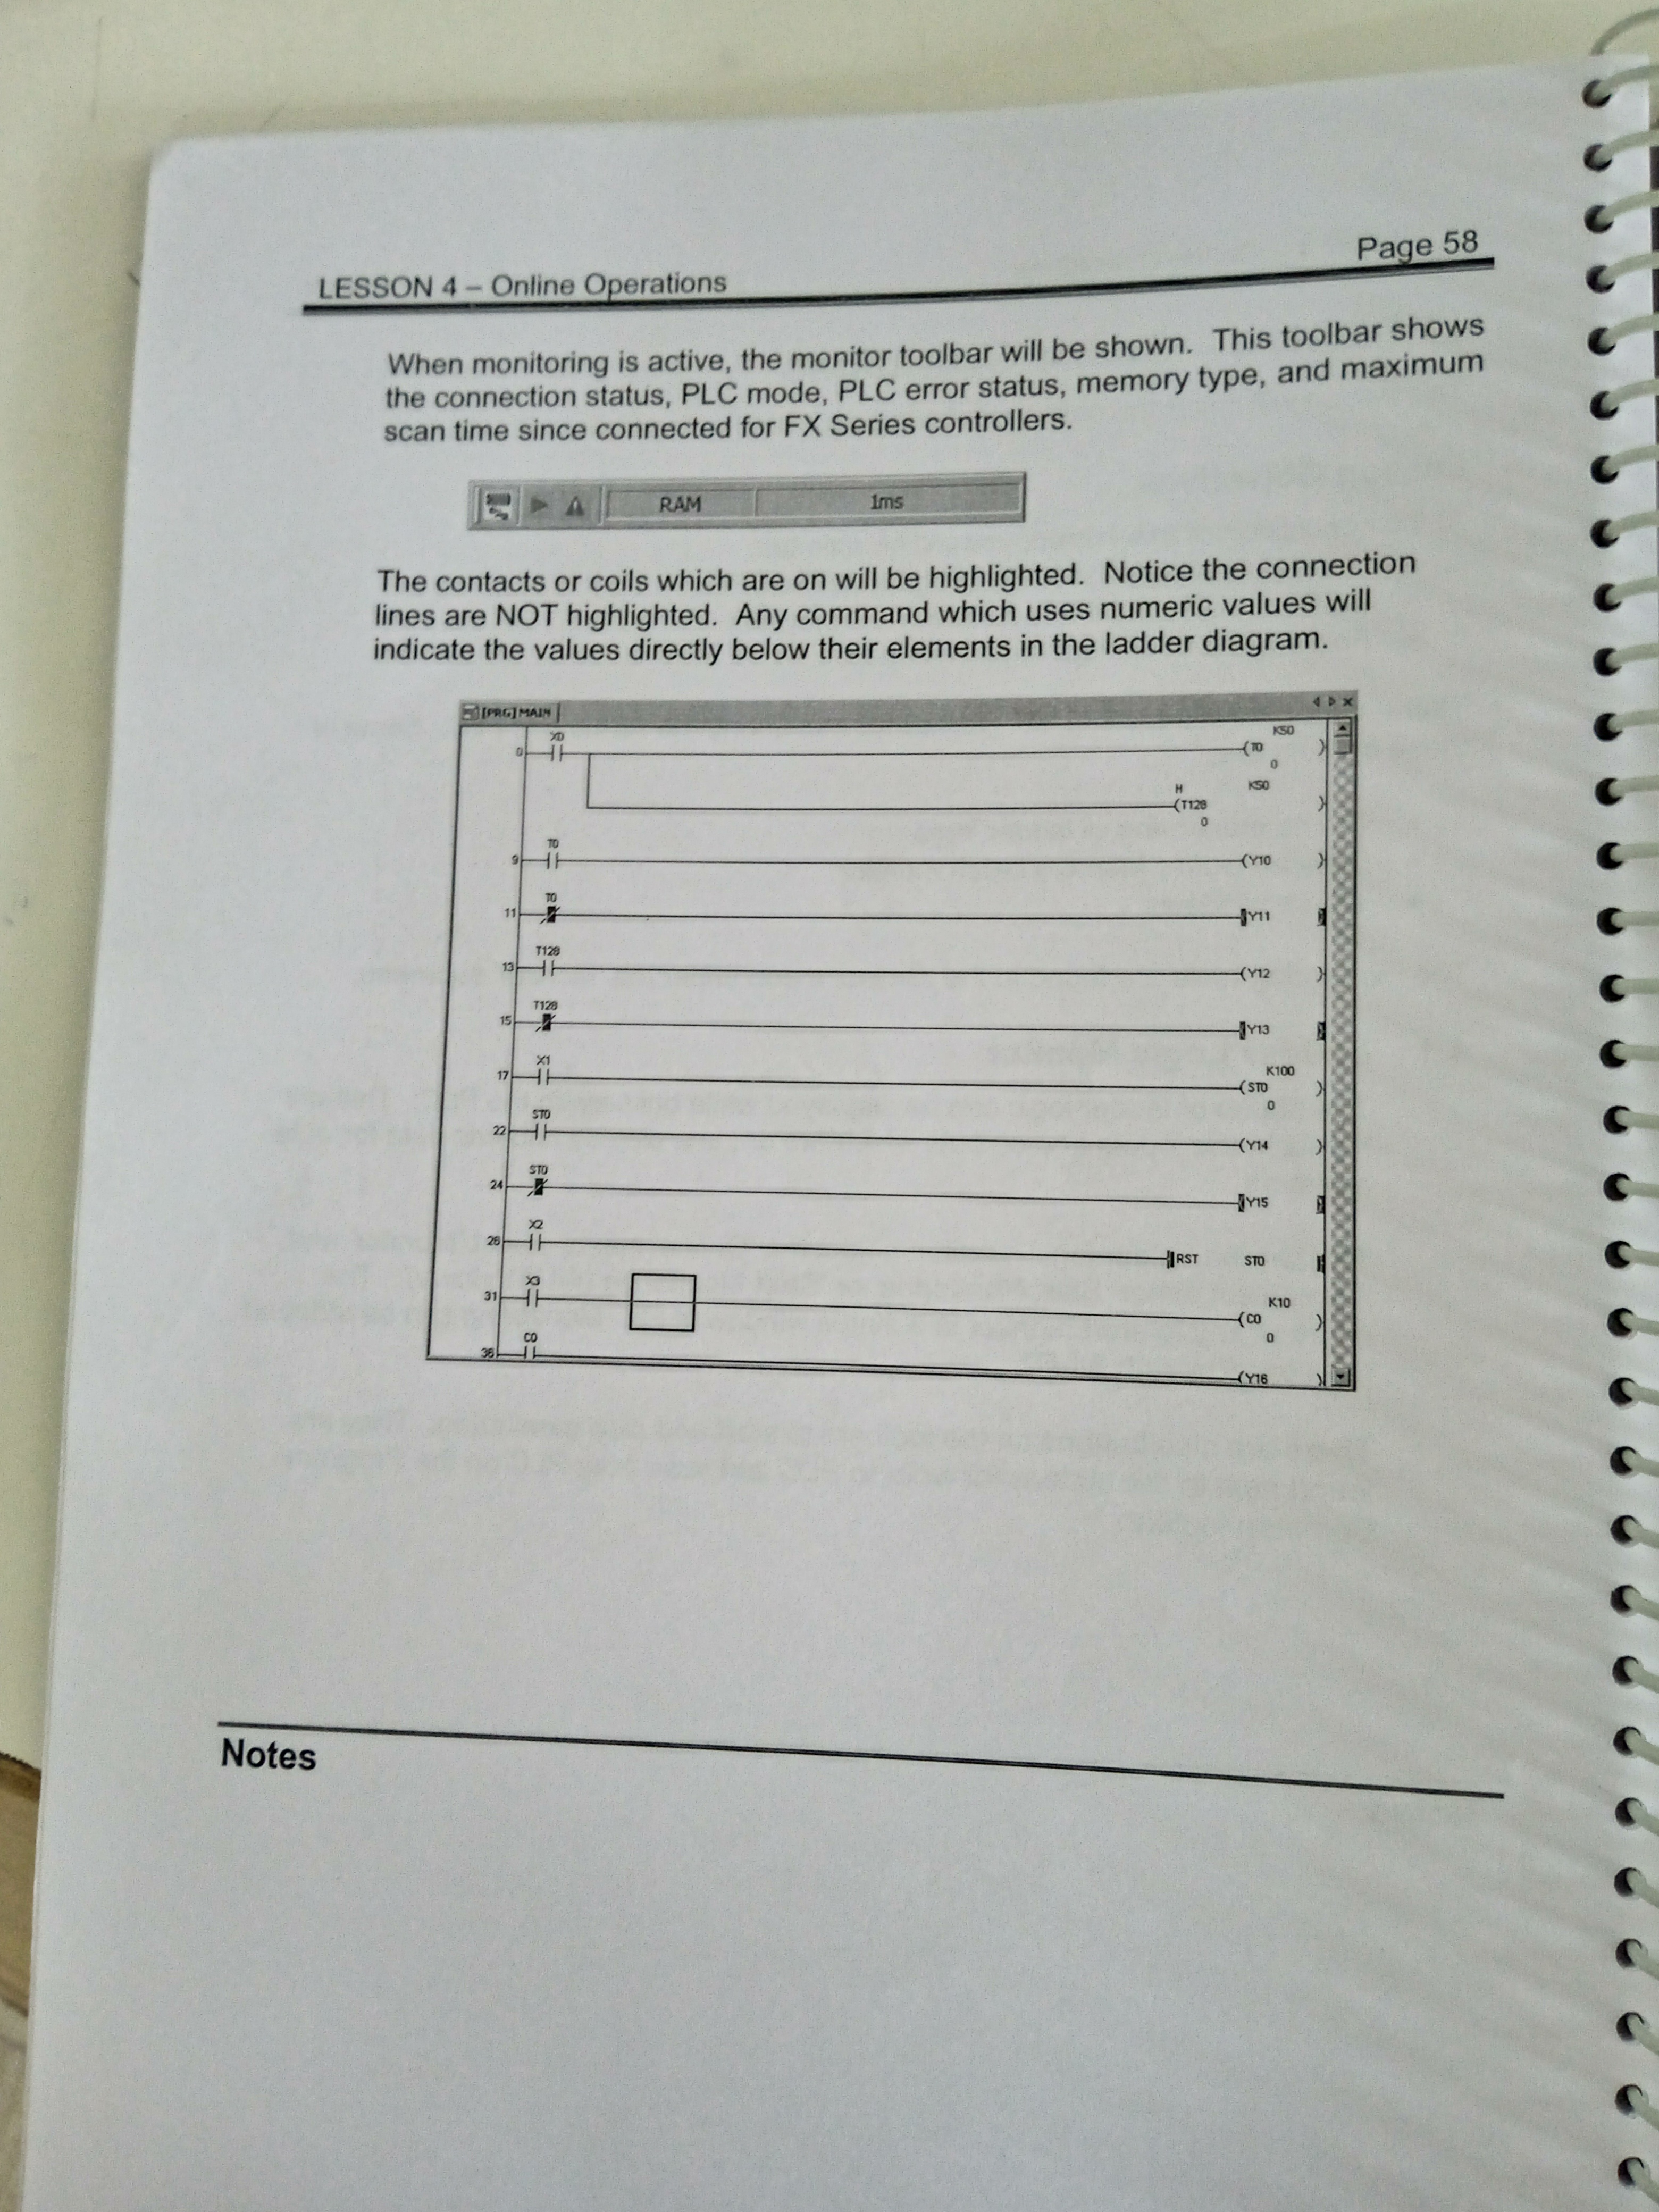 Page 58
LESSON 4 – Online Operations
When monitoring is active, the monitor toolbar will be shown. This toolbar shows
the connection status, PLC mode, PLC error status, memory type, and maximum
scan time since connected for FX Series controllers.
RAM 1ms
The contacts or coils which are on will be highlighted. Notice the connection
lines are NOT highlighted. Any command which uses numeric values will
indicate the values directly below their elements in the ladder diagram.
[PRG] MAIN
X0 K50
0 (T0 )
0
H K50
(T128 )
0
T0
9 (Y10 )
T0
11 Y11
T128
13 (Y12 )
T128
15 Y13
X1 K100
17 (ST0 )
0
ST0
22 (Y14 )
ST0
24 Y15
X2
26 RST ST0
X3 K10
31 (C0 )
0
C0
36 (Y16 )
Notes